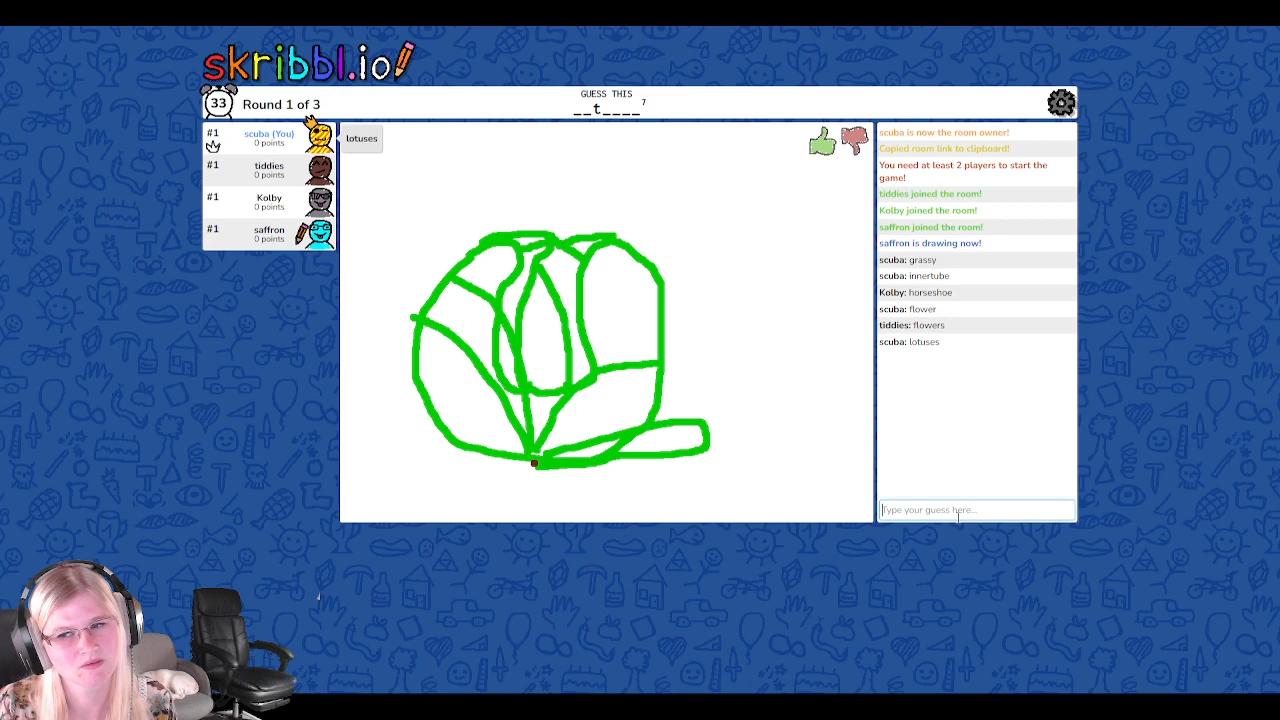 skribbl.io
33
Round 1 of 3
GUESS THIS
__t____ 7
#1 scuba (You)
0 points
#1 tiddies
0 points
#1 Kolby
0 points
#1 saffron
0 points
lotuses
scuba is now the room owner!
Copied room link to clipboard!
You need at least 2 players to start the
game!
tiddies joined the room!
Kolby joined the room!
saffron joined the room!
saffron is drawing now!
scuba: grassy
scuba: innertube
Kolby: horseshoe
scuba: flower
tiddies: flowers
scuba: lotuses
Type your guess here...